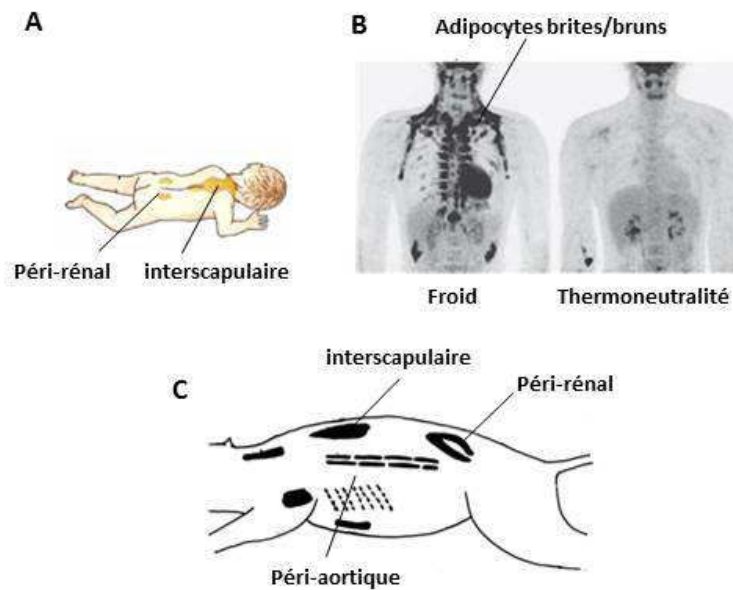 A
B
Adipocytes brites/bruns
Péri-rénal
interscapulaire
Froid
Thermoneutralité
interscapulaire
C
Péri-rénal
Péri-aortique